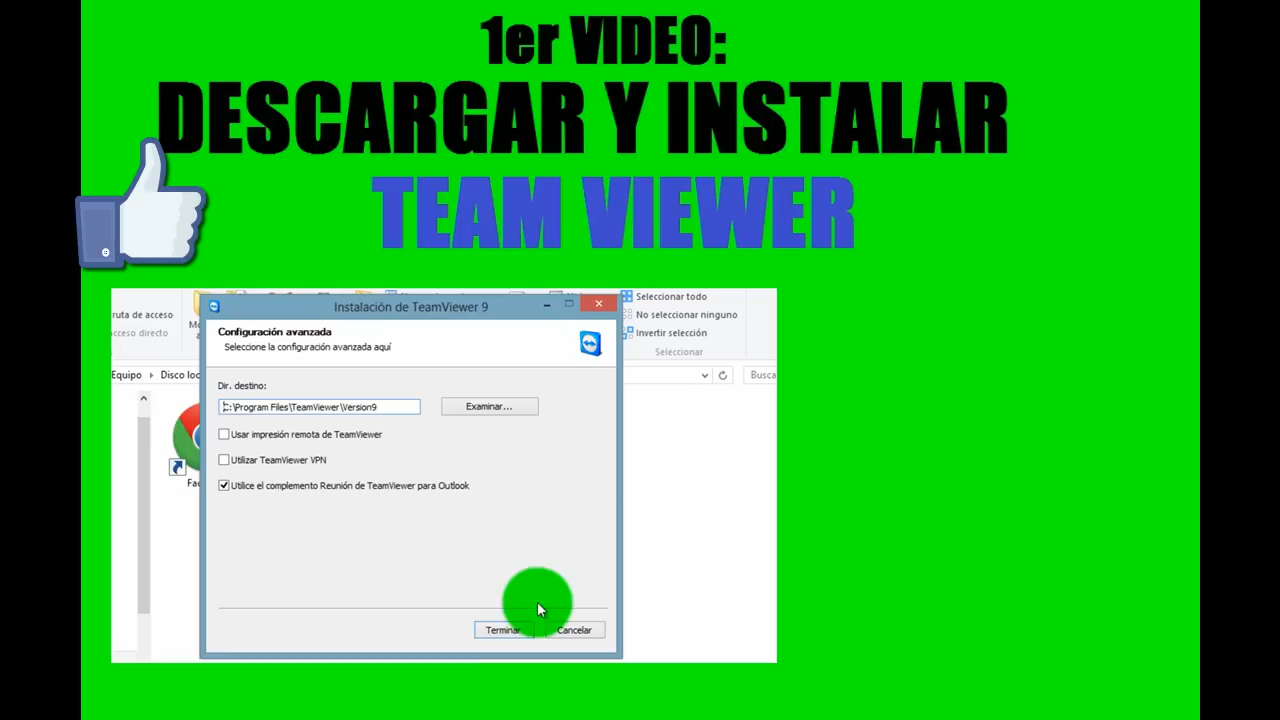 1er VIDEO:
DESCARGAR Y INSTALAR
TEAM VIEWER
Instalación de TeamViewer 9
Seleccionar todo
No seleccionar ninguno
Invertir selección
Seleccionar
ruta de acceso
acceso directo
Configuración avanzada
Seleccione la configuración avanzada aquí
Equipo
Disco loc
Busca
Dir. destino:
C:\Program Files\TeamViewer\Version9
Examinar...
Usar impresión remota de TeamViewer
Utilizar TeamViewer VPN
Utilice el complemento Reunión de TeamViewer para Outlook
Terminar
Cancelar